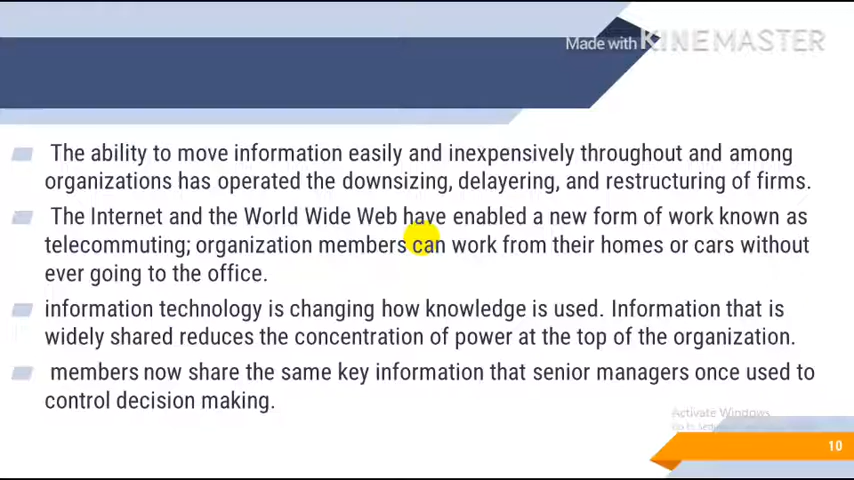 Made with KINEMASTER
The ability to move information easily and inexpensively throughout and among
organizations has operated the downsizing, delayering, and restructuring of firms.
The Internet and the World Wide Web have enabled a new form of work known as
telecommuting; organization members can work from their homes or cars without
ever going to the office.
information technology is changing how knowledge is used. Information that is
widely shared reduces the concentration of power at the top of the organization.
members now share the same key information that senior managers once used to
control decision making.
Activate Windows
10